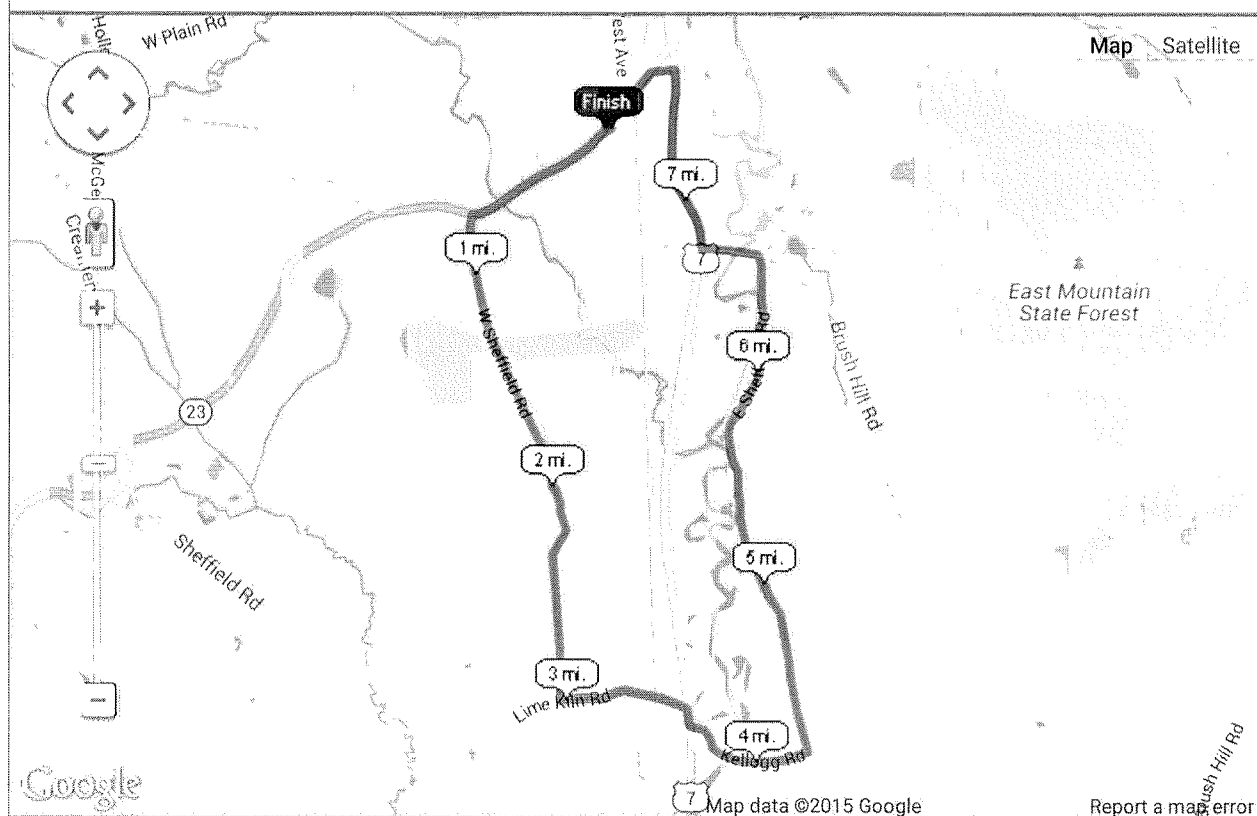 W Plain Rd
Map
Satellite
Finish
7 mi.
7
1 mi.
East Mountain
State Forest
W Sheffield Rd
6 mi.
Brush Hill Rd
23
2 mi.
Sheffield Rd
5 mi.
3 mi.
Lime Kiln Rd
4 mi.
Kellogg Rd
Google
7
Map data ©2015 Google
Report a map error